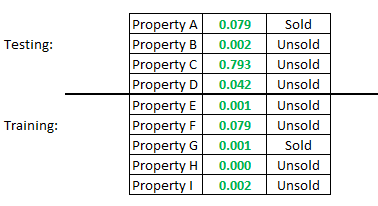 Property A 0.079 Sold
Testing: Property B 0.002 Unsold
Property C 0.793 Unsold
Property D 0.042 Unsold
Property E 0.001 Unsold
Training: Property F 0.079 Unsold
Property G 0.001 Sold
Property H 0.000 Unsold
Property I 0.002 Unsold